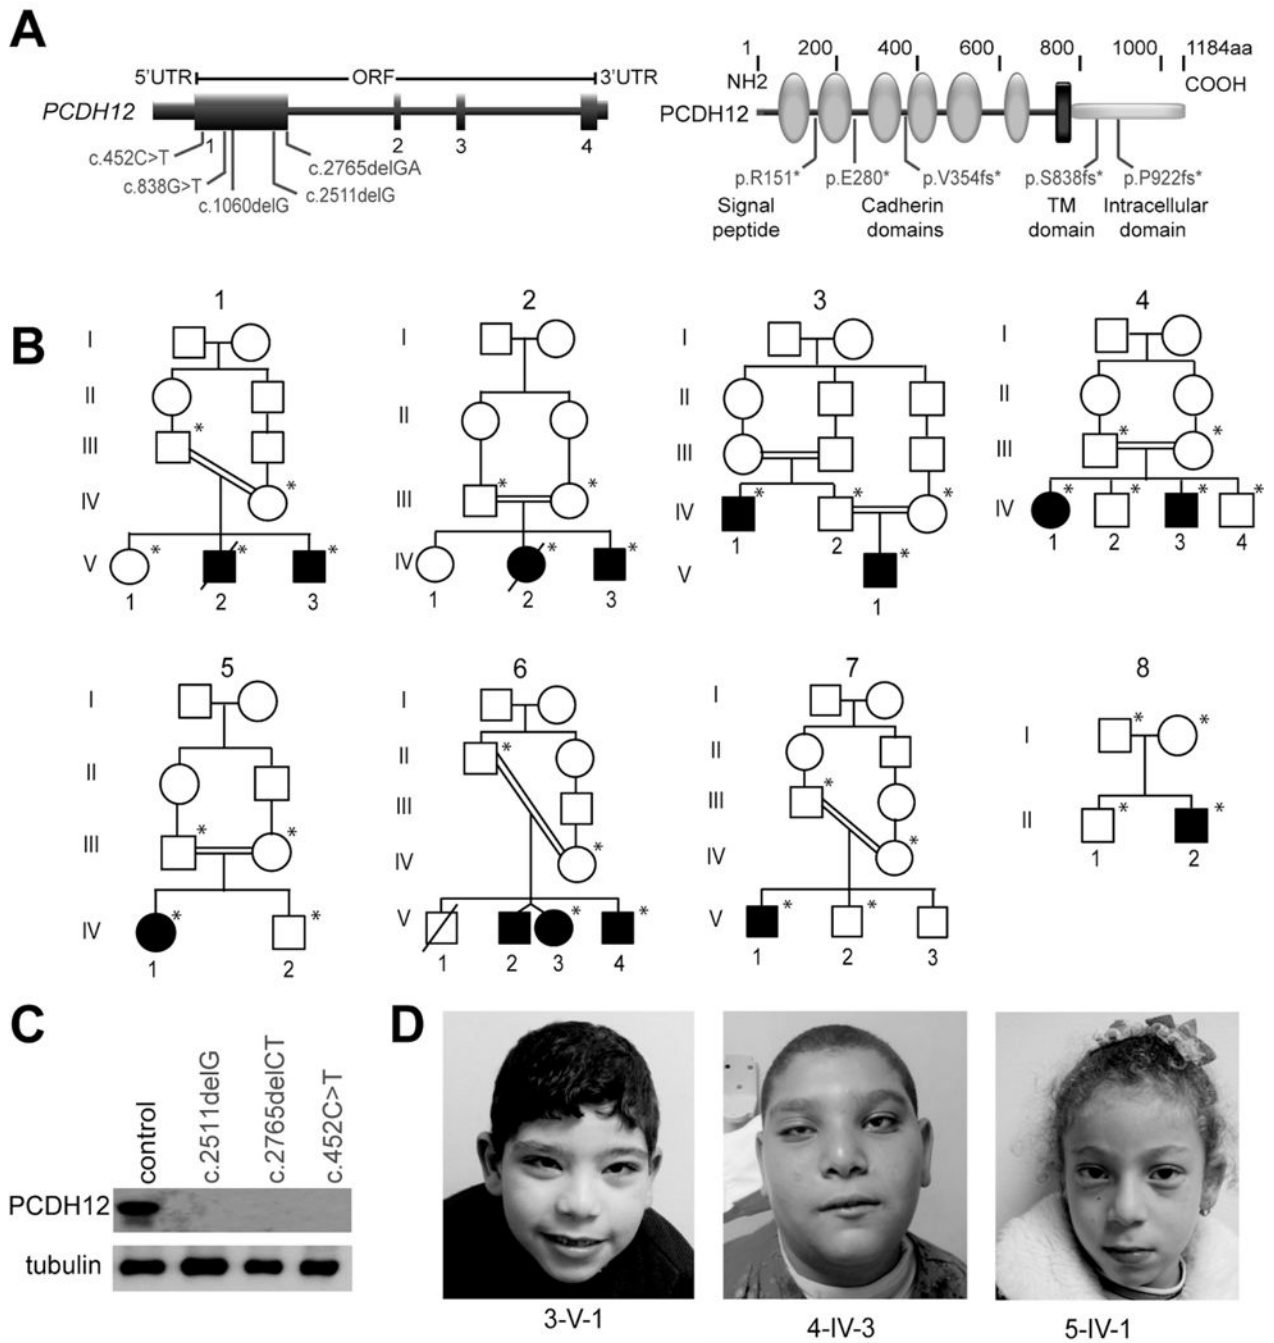 A
5'UTR ORF 3'UTR
PCDH12
1 2 3 4
c.452C>T
c.838G>T
c.1060delG
c.2511delG
c.2765delGA
1 200 400 600 800 1000 1184aa
NH2 COOH
PCDH12
p.R151* p.E280* p.V354fs* p.S838fs* p.P922fs*
Signal peptide
Cadherin domains
TM domain
Intracellular domain
B
1
I
II
III *
IV *
V * * *
1 2 3
2
I
II
III * *
IV * *
1 2 3
3
I
II
III
IV * * *
1 2
V *
1
4
I
II
III * *
IV * * * *
1 2 3 4
5
I
II
III * *
IV * *
1 2
6
I
II *
III
IV *
V * *
1 2 3 4
7
I
II
III *
IV *
V * *
1 2 3
8
I * *
II * *
1 2
C
control
c.2511delG
c.2765delCT
c.452C>T
PCDH12
tubulin
D
3-V-1
4-IV-3
5-IV-1